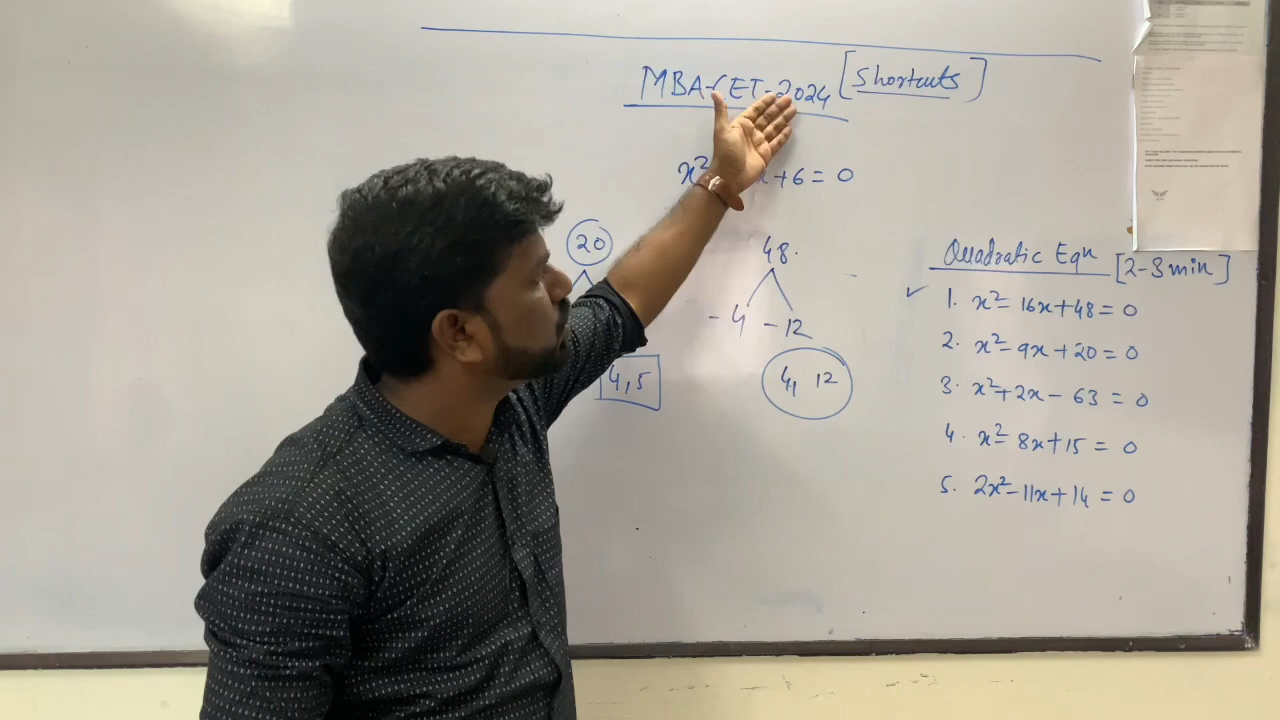 MBA-CET-2024 [Shortcuts]
x² x + 6 = 0
20
4, 5
48.
- 4 - 12
4, 12
Quadratic Eqn [2-3 min]
✓ 1. x² - 16x + 48 = 0
2. x² - 9x + 20 = 0
3. x² + 2x - 63 = 0
4. x² - 8x + 15 = 0
5. 2x² - 11x + 14 = 0